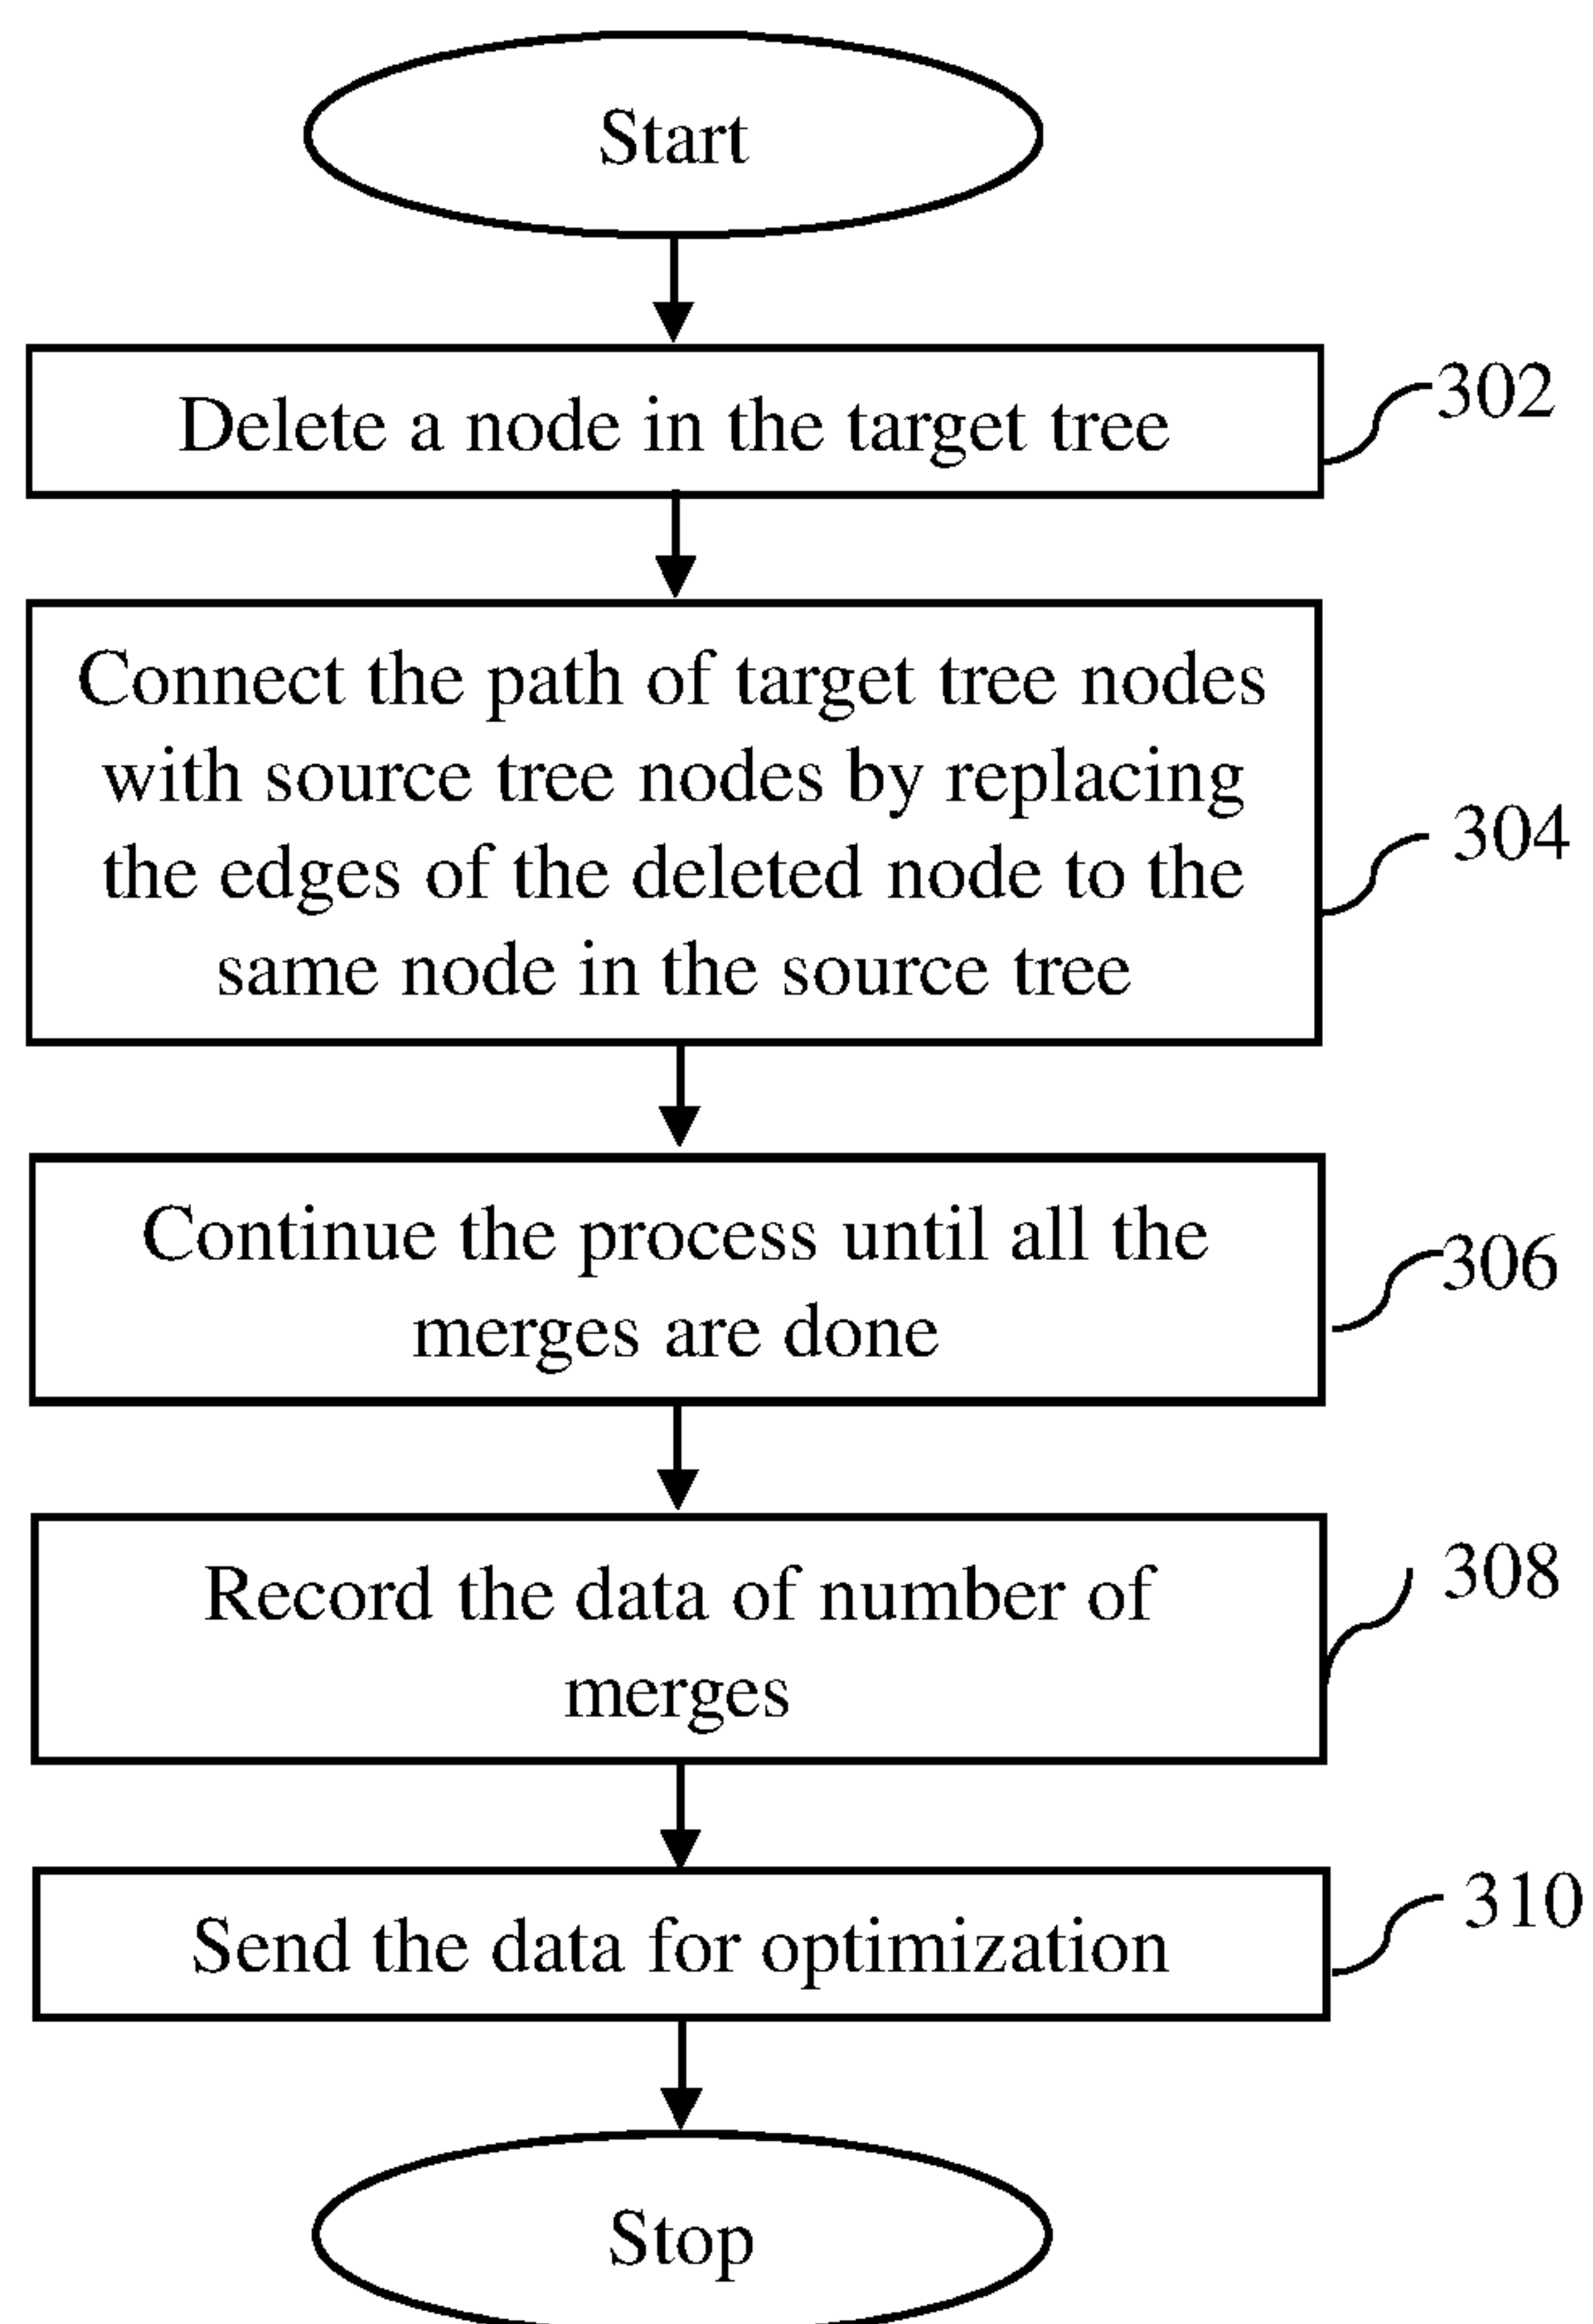 Start
Delete a node in the target tree
302
Connect the path of target tree nodes
with source tree nodes by replacing
the edges of the deleted node to the
same node in the source tree
304
Continue the process until all the
merges are done
306
Record the data of number of
merges
308
Send the data for optimization
310
Stop